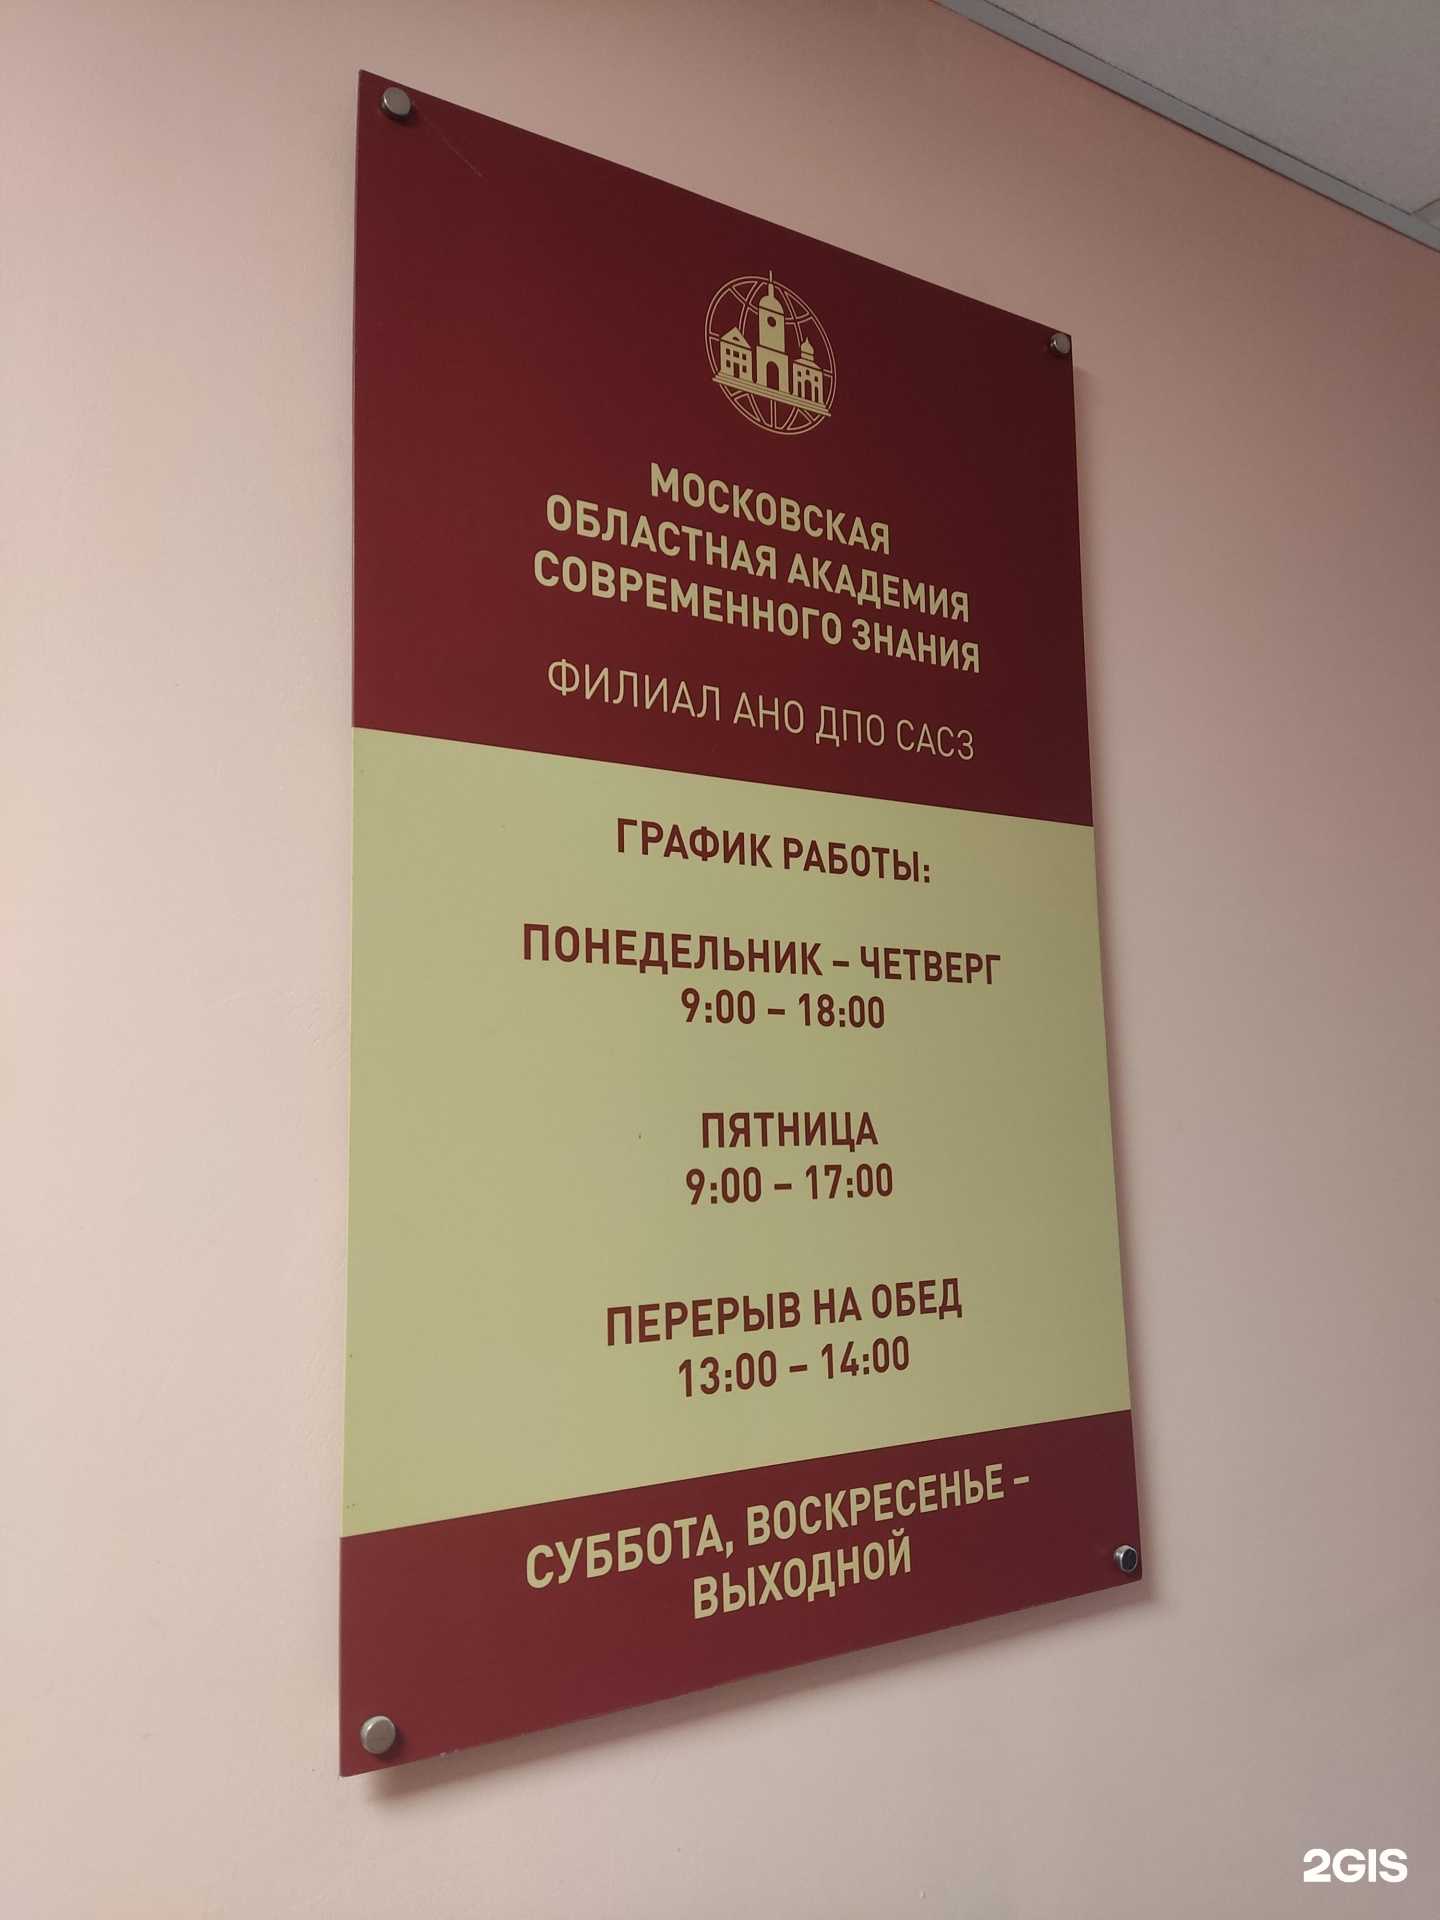 МОСКОВСКАЯ
ОБЛАСТНАЯ АКАДЕМИЯ
СОВРЕМЕННОГО ЗНАНИЯ
ФИЛИАЛ АНО ДПО САСЗ
ГРАФИК РАБОТЫ:
ПОНЕДЕЛЬНИК – ЧЕТВЕРГ
9:00 – 18:00
ПЯТНИЦА
9:00 – 17:00
ПЕРЕРЫВ НА ОБЕД
13:00 – 14:00
СУББОТА, ВОСКРЕСЕНЬЕ –
ВЫХОДНОЙ
2GIS